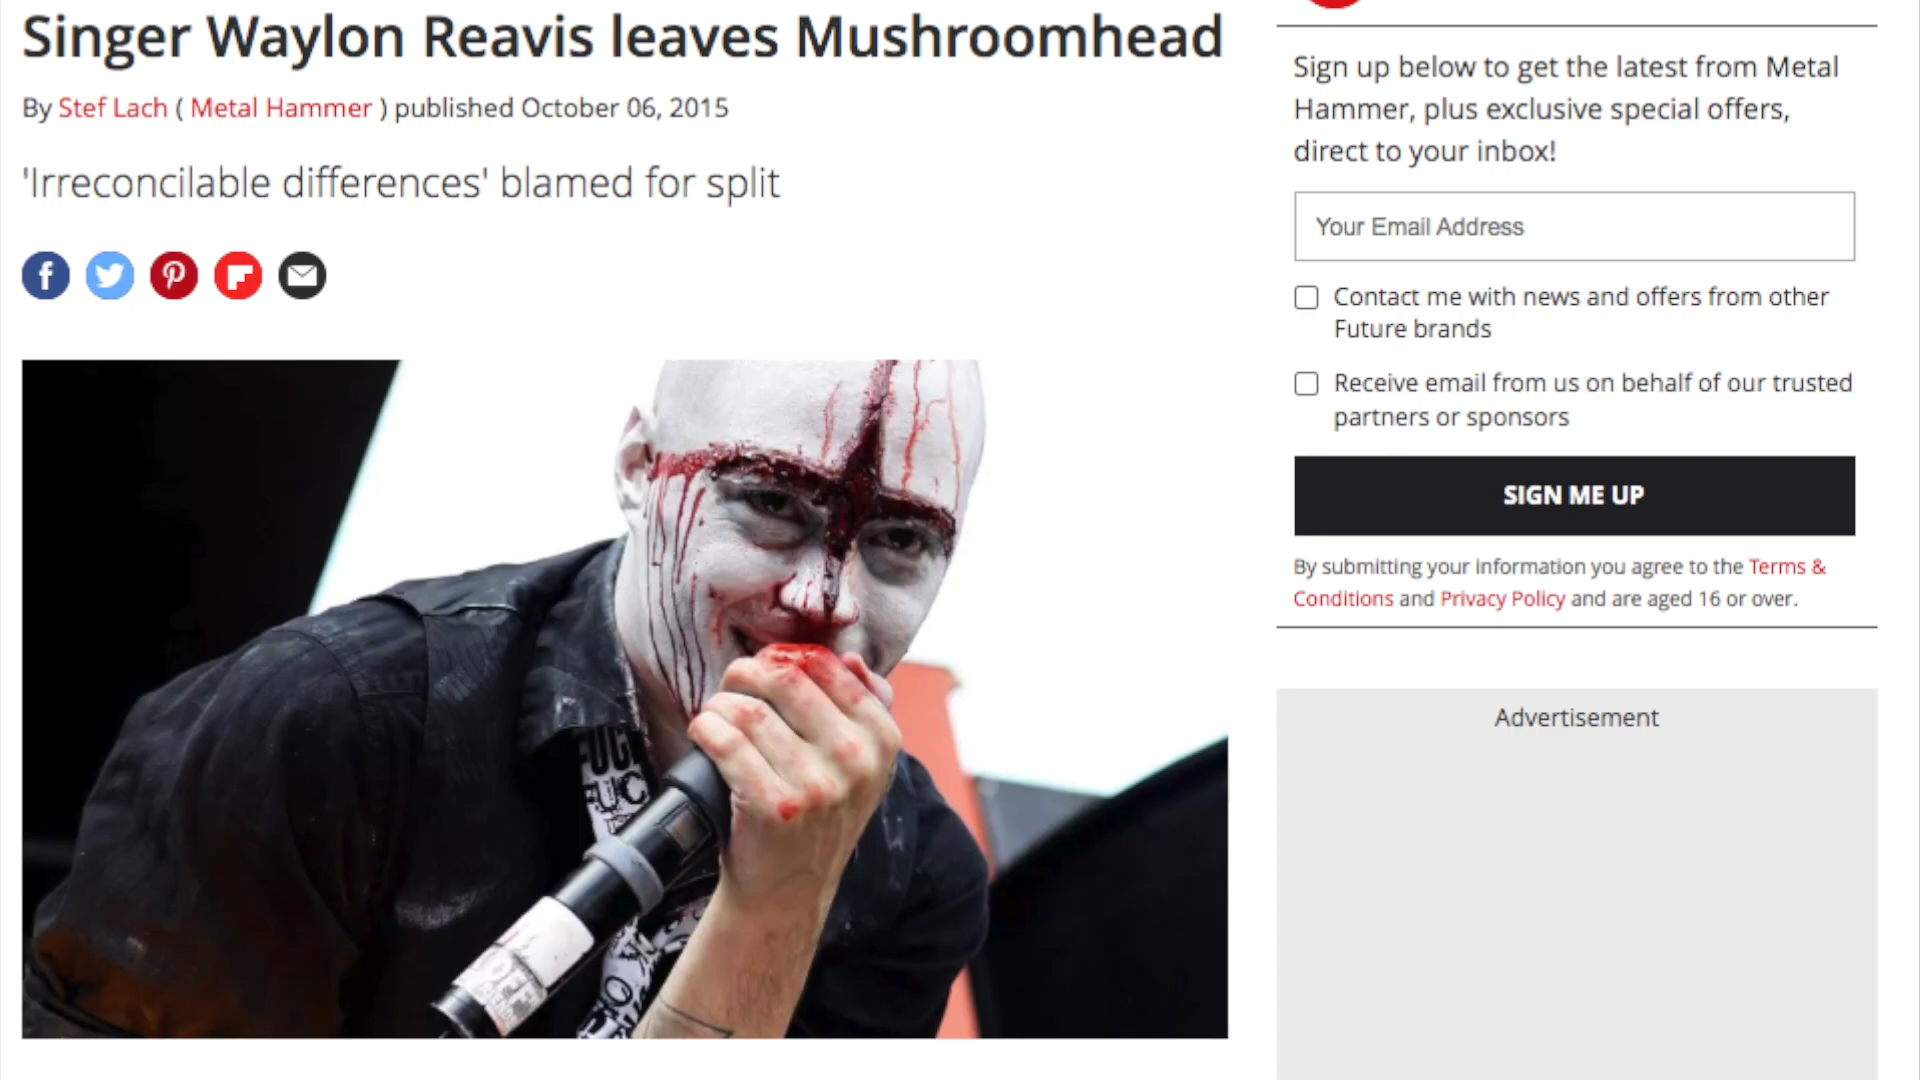 Singer Waylon Reavis leaves Mushroomhead
By Stef Lach ( Metal Hammer ) published October 06, 2015
'Irreconcilable differences' blamed for split
Sign up below to get the latest from Metal
Hammer, plus exclusive special offers,
direct to your inbox!
Your Email Address
Contact me with news and offers from other
Future brands
Receive email from us on behalf of our trusted
partners or sponsors
SIGN ME UP
By submitting your information you agree to the Terms &
Conditions and Privacy Policy and are aged 16 or over.
Advertisement